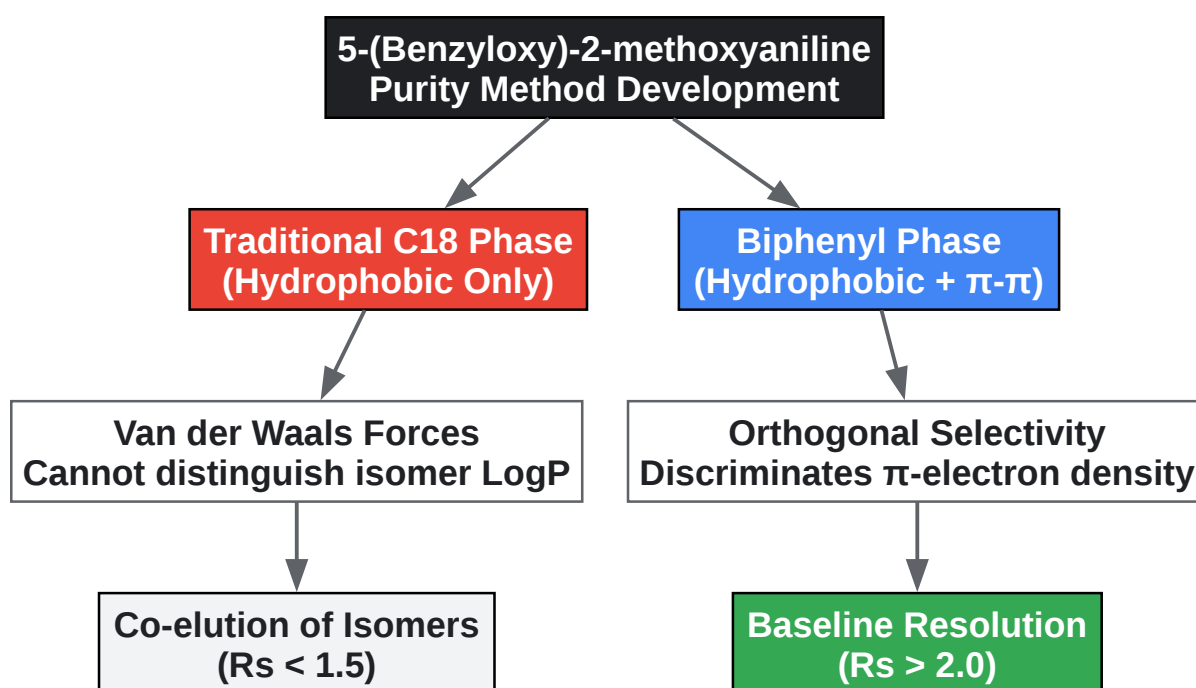 5-(Benzyloxy)-2-methoxyaniline
Purity Method Development
Traditional C18 Phase
(Hydrophobic Only)
Biphenyl Phase
(Hydrophobic + π-π)
Van der Waals Forces
Cannot distinguish isomer LogP
Orthogonal Selectivity
Discriminates π-electron density
Co-elution of Isomers
(Rs < 1.5)
Baseline Resolution
(Rs > 2.0)